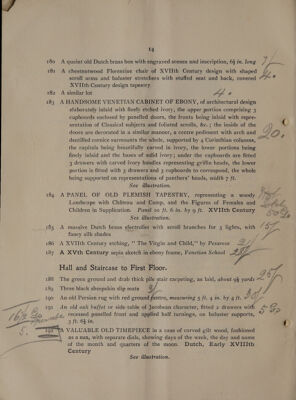 14
180 A quaint old Dutch brass box with engraved scenes and inscription, 6½ in. long
181 A chestnutwood Florentine chair of XVIIth Century design with shaped
scroll arms and baluster stretchers with stuffed seat and back, covered
XVIIth Century design tapestry
182 A similar lot
4.
183 A HANDSOME VENETIAN CABINET OF EBONY, of architectural design
elaborately inlaid with finely etched ivory, the upper portion comprising 3
cupboards enclosed by panelled doors, the fronts being inlaid with repre-
sentation of Classical subjects and foliated scrolls, &c.; the inside of the
doors are decorated in a similar manner, a centre pediment with arch and
dentilled cornice surmounts the whole, supported by 4 Corinthian columns,
the capitals being beautifully carved in ivory, the lower portions being
finely inlaid and the bases of solid ivory; under the cupboards are fitted
3 drawers with carved ivory handles representing griffin heads, the lower
portion is fitted with 3 drawers and 3 cupboards to correspond, the whole
being supported on representations of panthers' heads, width 7 ft.
20.
See illustration.
184 A PANEL OF OLD FLEMISH TAPESTRY, representing a woody
Landscape with Château and Camp, and the Figures of Females and
Children in Supplication. Panel 10 ft. 6 in. by 9 ft. XVIIth Century
See illustration.
185 A massive Dutch brass electrolier with scroll branches for 3 lights, with
fancy silk shades
186 A XVIIth Century etching, " The Virgin and Child," by Pesarese
187 A XVth Century sepia sketch in ebony frame, Venetian School
Hall and Staircase to First Floor.
188 The green ground and drab thick pile stair carpeting, as laid, about 9½ yards
189 Three black sheepskin slip mats
190 An old Persian rug with red ground centre, measuring 5 ft. 4 in. by 4 ft.
191 An old oak buffet or side table of Jacobean character, fitted 2 drawers with
recessed panelled front and applied half turnings, on baluster supports,
5 ft. 6½ in.
192 A VALUABLE OLD TIMEPIECE in a case of carved gilt wood, fashioned
as a sun, with separate dials, showing days of the week, the day and name
of the month and quarters of the moon. Dutch, Early XVIIIth
Century
See illustration.